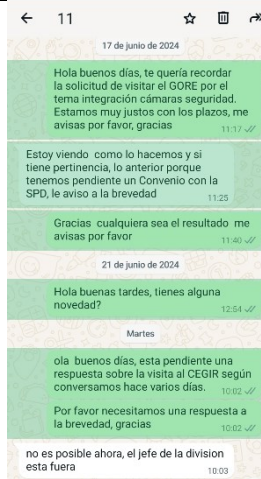 11
17 de junio de 2024
Hola buenos días, te quería recordar
la solicitud de visitar el GORE por el
tema integración cámaras seguridad.
Estamos muy justos con los plazos, me
avisas por favor, gracias
11:17
Estoy viendo como lo hacemos y si
tiene pertinencia, lo anterior porque
tenemos pendiente un Convenio con la
SPD, le aviso a la brevedad
11:25
Gracias cualquiera sea el resultado me
avisas por favor
11:40
21 de junio de 2024
Hola buenas tardes, tienes alguna
novedad?
12:54
Martes
ola buenos días, esta pendiente una
respuesta sobre la visita al CEGIR según
conversamos hace varios días.
10:02
Por favor necesitamos una respuesta a
la brevedad, gracias
10:02
no es posible ahora, el jefe de la division
esta fuera
10:03